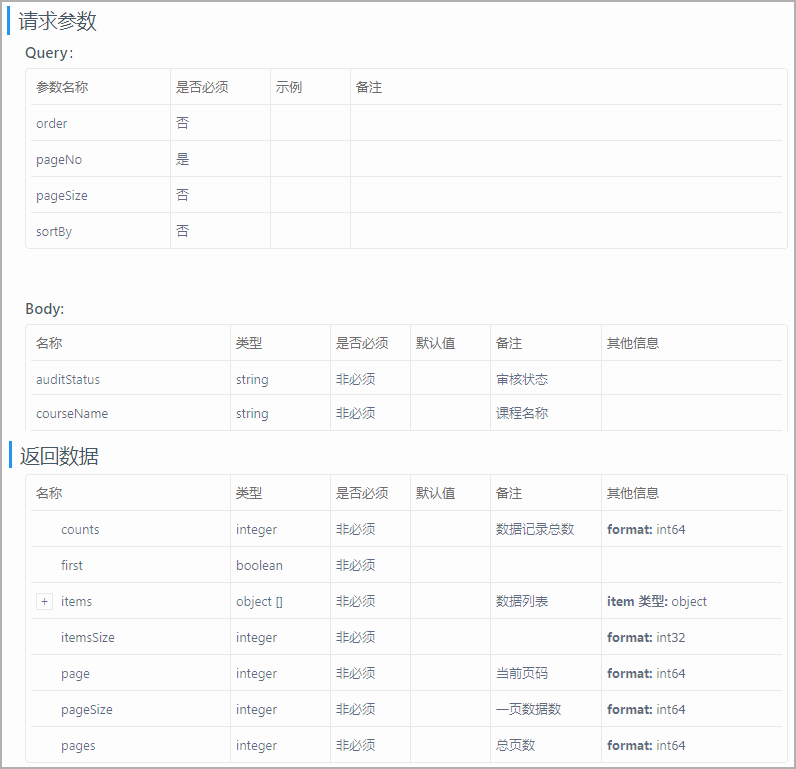 请求参数
Query:
参数名称 是否必须 示例 备注
order 否
pageNo 是
pageSize 否
sortBy 否
Body:
名称 类型 是否必须 默认值 备注 其他信息
auditStatus string 非必须 审核状态
courseName string 非必须 课程名称
返回数据
名称 类型 是否必须 默认值 备注 其他信息
counts integer 非必须 数据记录总数 format: int64
first boolean 非必须
+ items object [] 非必须 数据列表 item 类型: object
itemsSize integer 非必须 format: int32
page integer 非必须 当前页码 format: int64
pageSize integer 非必须 一页数据数 format: int64
pages integer 非必须 总页数 format: int64